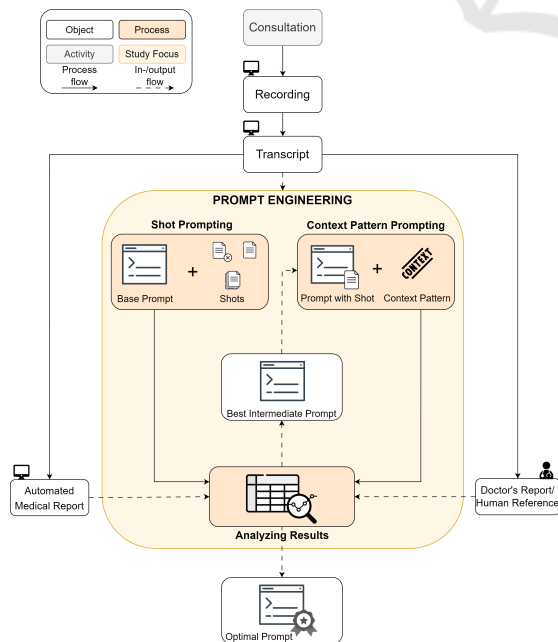 Object
Process
Activity
Study Focus
Process
flow
In-/output
flow
Consultation
Recording
Transcript
PROMPT ENGINEERING
Shot Prompting
Context Pattern Prompting
+
+
CONTEXT
Base Prompt
Shots
Prompt with Shot
Context Pattern
Best Intermediate Prompt
Automated
Medical Report
Doctor's Report/
Human Reference
Analyzing Results
Optimal Prompt